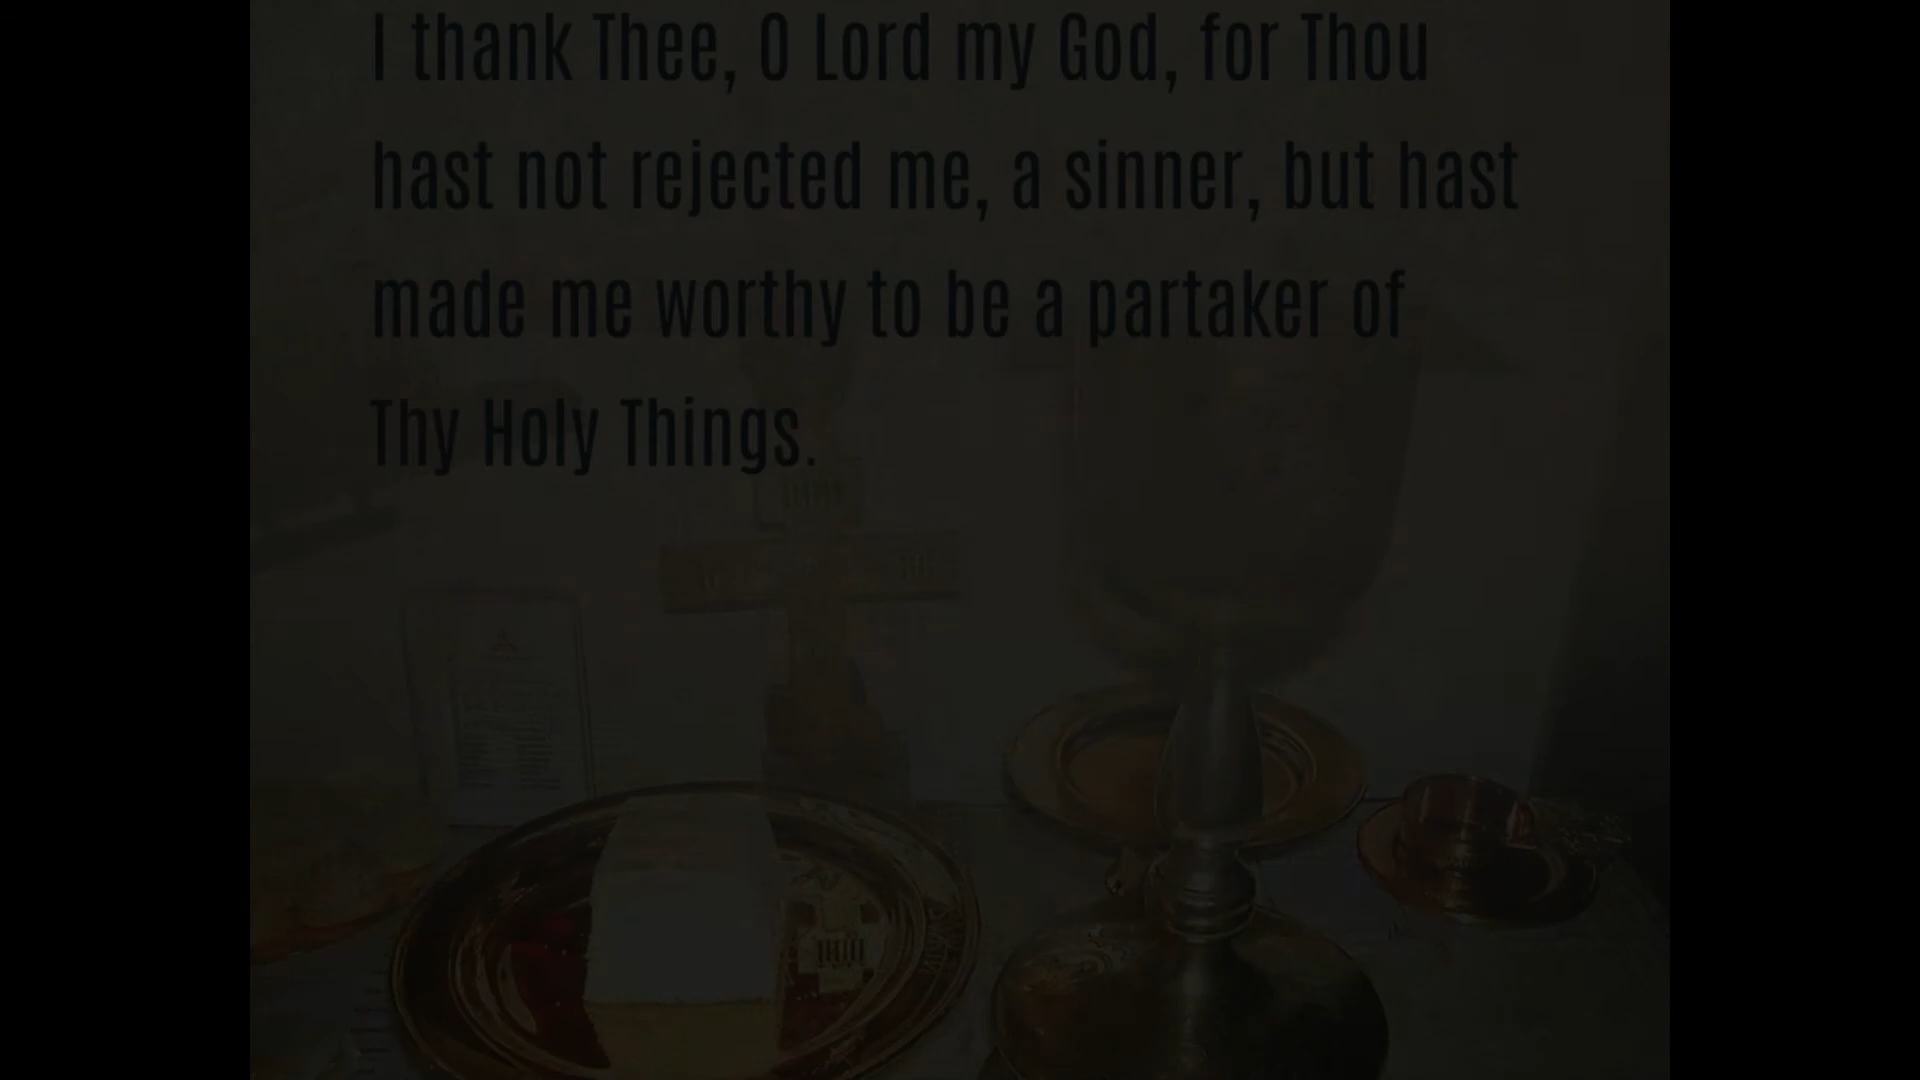 I thank Thee, O Lord my God, for Thou
hast not rejected me, a sinner, but hast
made me worthy to be a partaker of
Thy Holy Things.